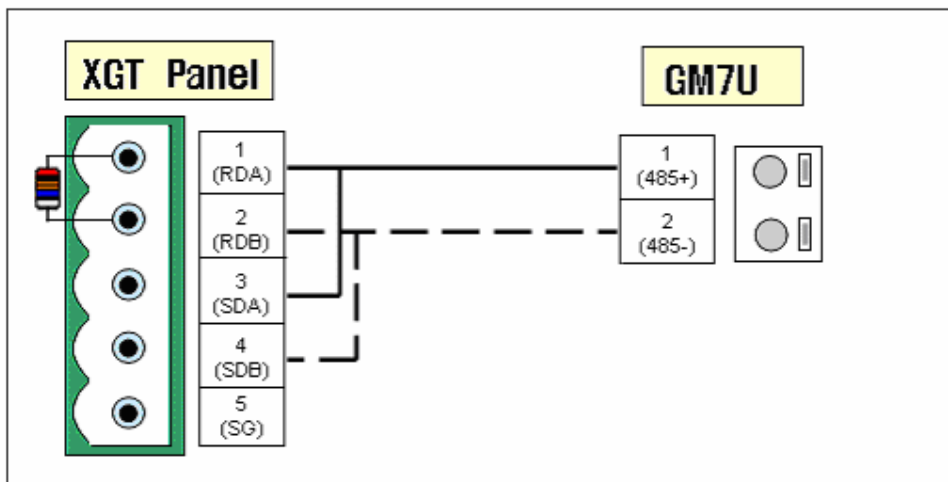 XGT Panel
GM7U
1
(RDA)
2
(RDB)
3
(SDA)
4
(SDB)
5
(SG)
1
(485+)
2
(485-)